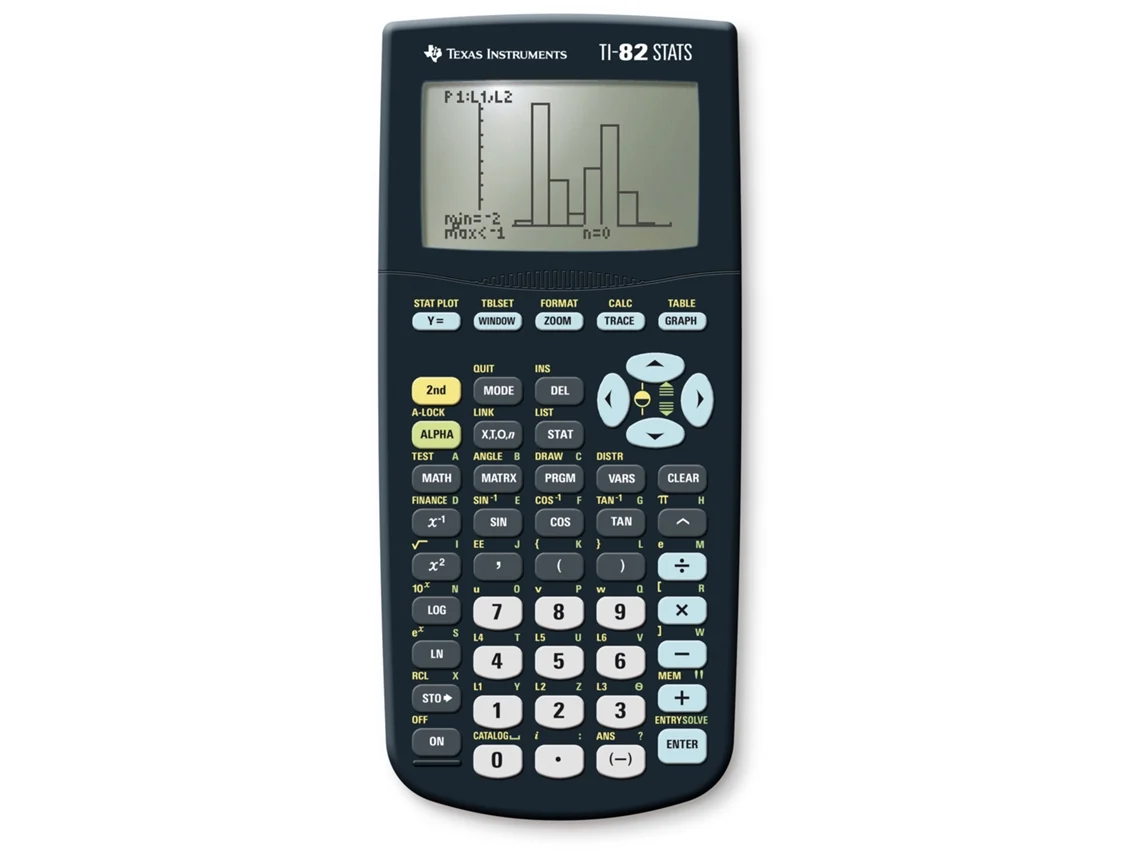 TEXAS INSTRUMENTS TI-82 STATS
P1:L1,L2
min=-2
max<-1 n=0
STAT PLOT TBLSET FORMAT CALC TABLE
Y= WINDOW ZOOM TRACE GRAPH
QUIT INS
2nd MODE DEL
A-LOCK LINK LIST
ALPHA X,T,O,n STAT
TEST A ANGLE B DRAW C DISTR
MATH MATRX PRGM VARS CLEAR
FINANCE D SIN-1 E COS-1 F TAN-1 G π H
x-1 SIN COS TAN ^
√ I EE J { K } L e M
x² , ( ) ÷
10x N u O v P w Q [ R
LOG 7 8 9 ×
ex S L4 T L5 U L6 V ] W
LN 4 5 6 −
RCL X L1 Y L2 Z L3 θ MEM "
STO➔ 1 2 3 +
OFF CATALOG ⎵ i : ANS ? ENTRY SOLVE
ON 0 . (−) ENTER